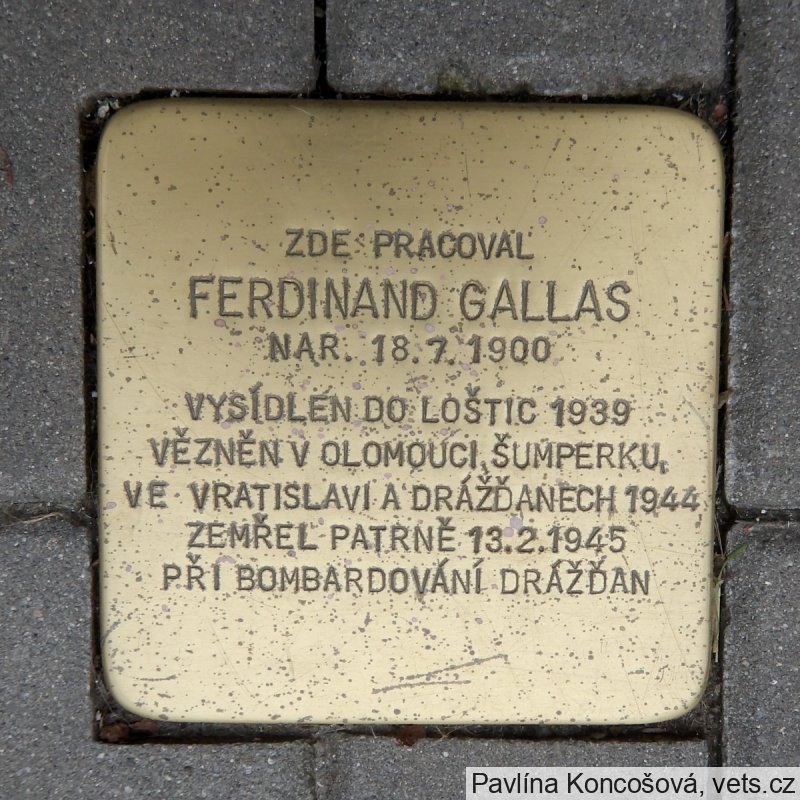 ZDE PRACOVAL
FERDINAND GALLAS
NAR. 18.7.1900
VYSÍDLEN DO LOŠTIC 1939
VĚZNĚN V OLOMOUCI, ŠUMPERKU,
VE VRATISLAVI A DRÁŽĎANECH 1944
ZEMŘEL PATRNĚ 13.2.1945
PŘI BOMBARDOVÁNÍ DRÁŽĎAN
Pavlína Koncošová, vets.cz